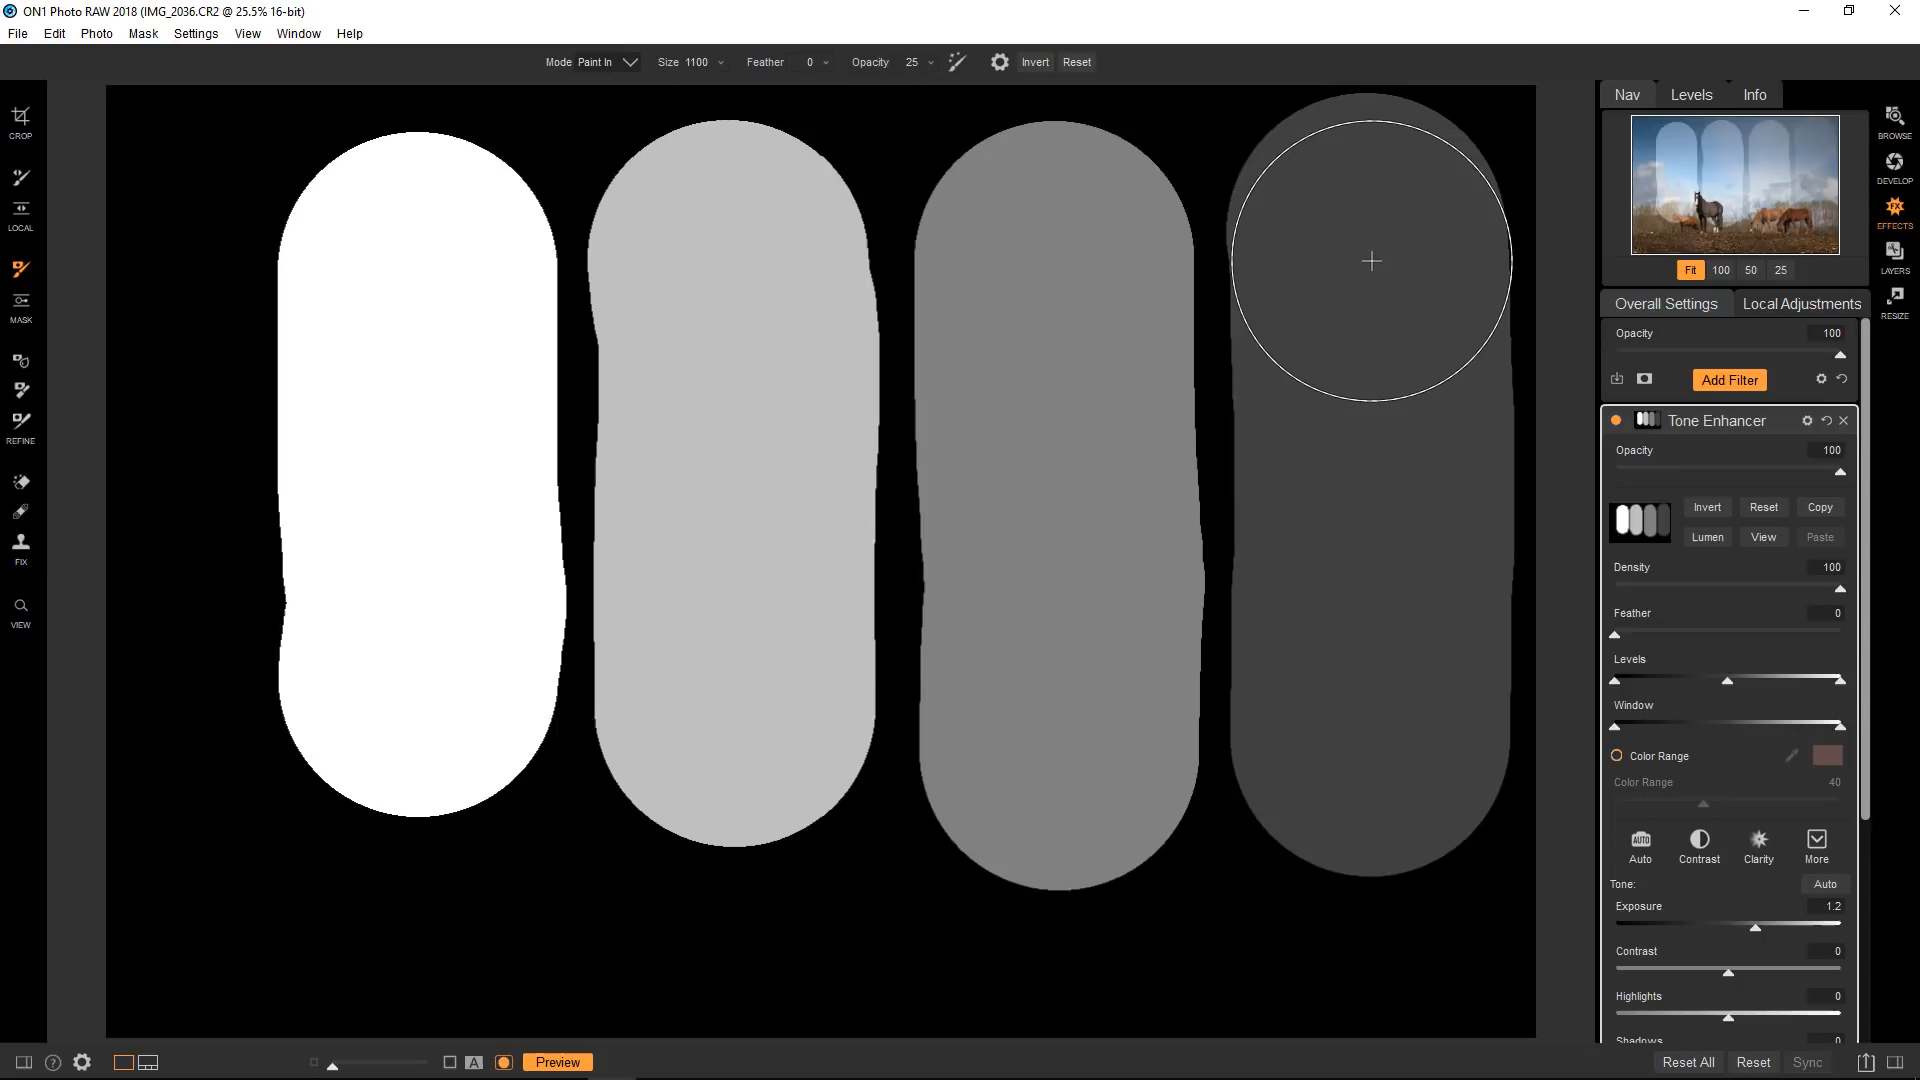 ON1 Photo RAW 2018 (IMG_2036.CR2 @ 25.5% 16-bit)
File Edit Photo Mask Settings View Window Help
Mode Paint In Size 1100 Feather 0 Opacity 25 Invert Reset
CROP
LOCAL
MASK
REFINE
FIX
VIEW
Nav Levels Info
Fit 100 50 25
BROWSE
DEVELOP
FX
EFFECTS
LAYERS
RESIZE
Overall Settings Local Adjustments
Opacity 100
Add Filter
Tone Enhancer
Opacity 100
Invert Reset Copy
Lumen View Paste
Density 100
Feather 0
Levels
Window
Color Range
Color Range 40
AUTO
Auto Contrast Clarity More
Tone: Auto
Exposure 1.2
Contrast 0
Highlights 0
Shadows 0
? A Preview
Reset All Reset Sync